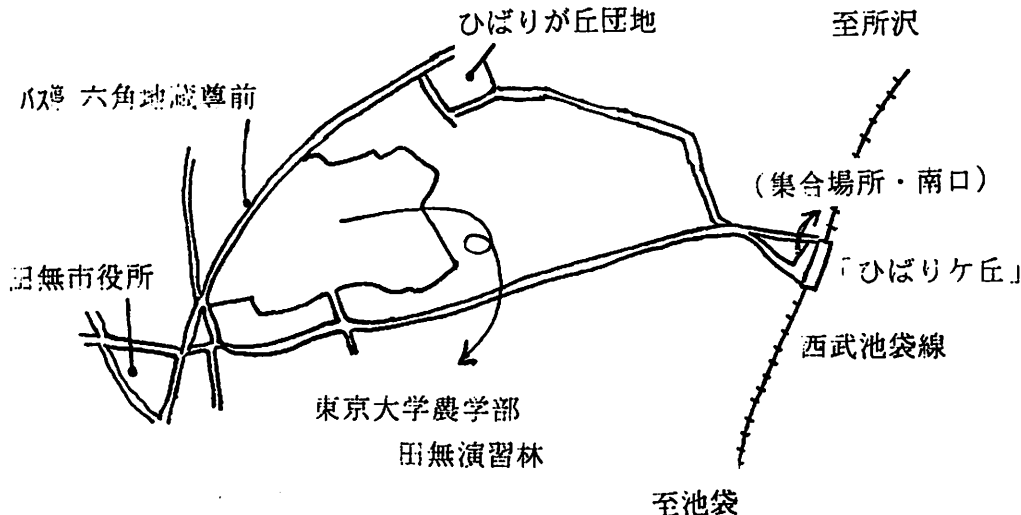 ひばりが丘団地
至所沢
バス停 六角地蔵尊前
(集合場所・南口)
田無市役所
「ひばりケ丘」
西武池袋線
東京大学農学部
田無演習林
至池袋